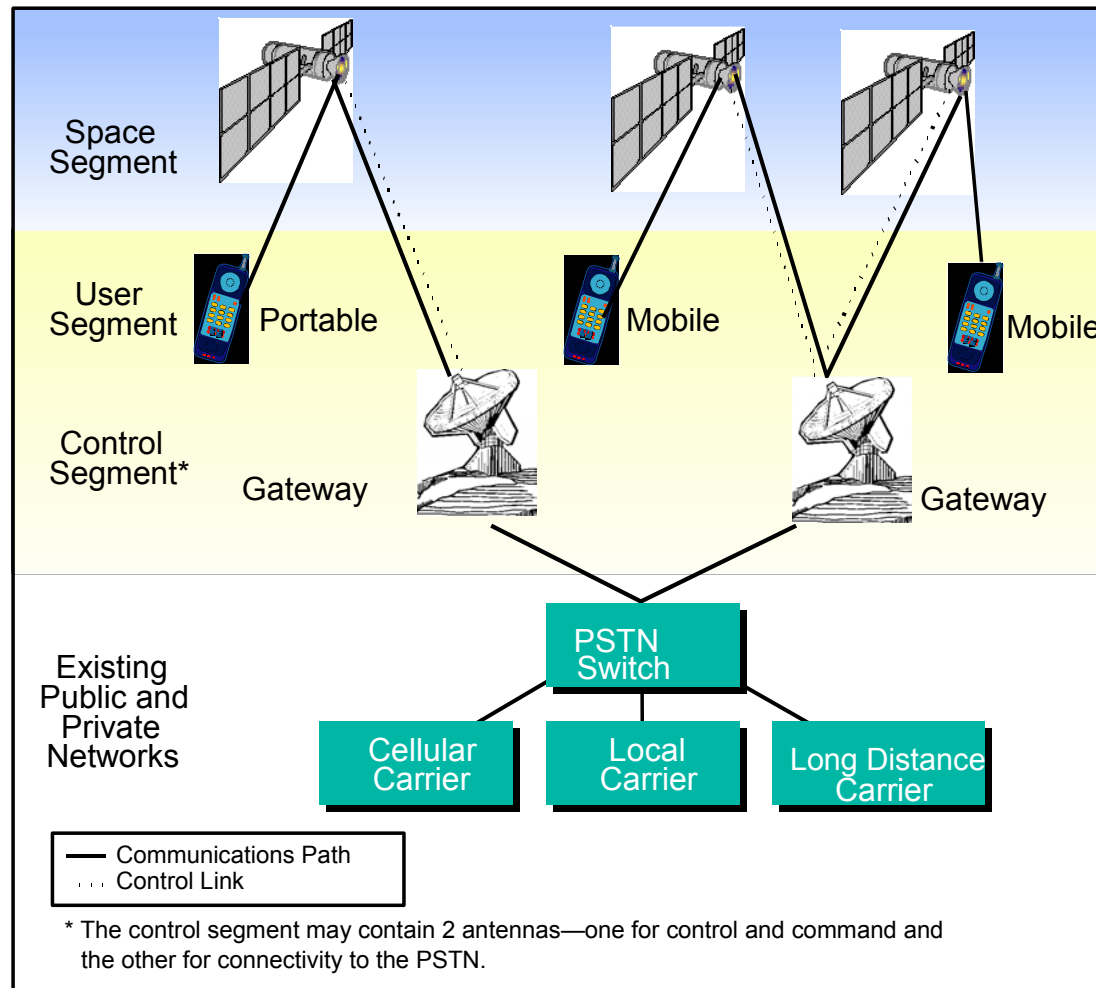 Space
Segment
User
Segment
Portable
Mobile
Mobile
Control
Segment*
Gateway
Gateway
PSTN
Switch
Existing
Public and
Private
Networks
Cellular
Carrier
Local
Carrier
Long Distance
Carrier
Communications Path
Control Link
* The control segment may contain 2 antennas—one for control and command and
the other for connectivity to the PSTN.